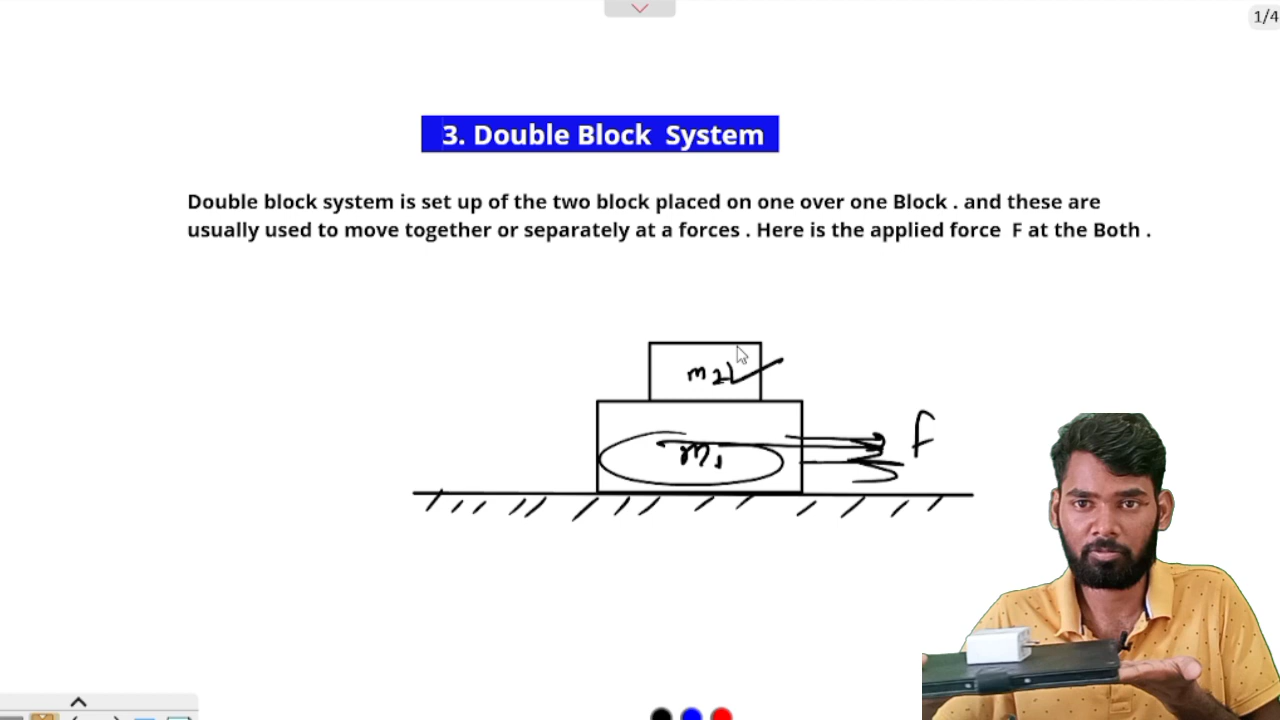 1/4
3. Double Block System
Double block system is set up of the two block placed on one over one Block . and these are
usually used to move together or separately at a forces . Here is the applied force F at the Both .
m2
F
m1